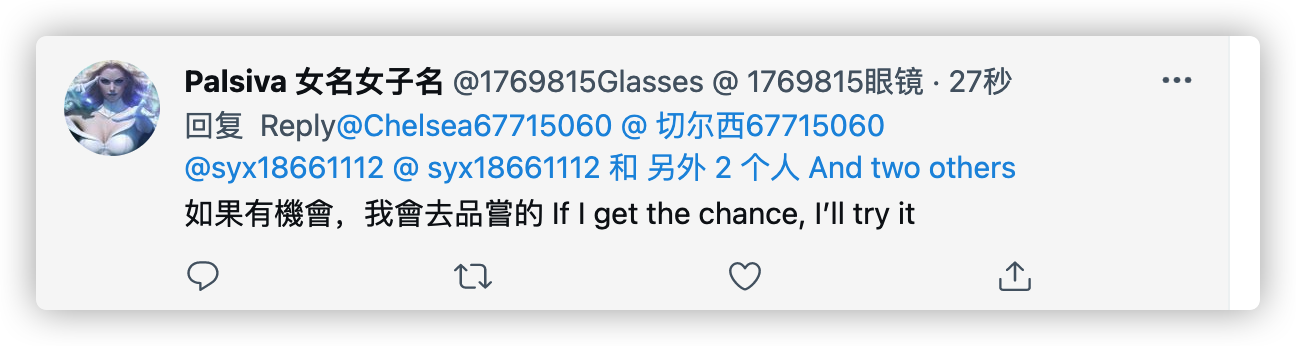 Palsiva 女名女子名 @1769815Glasses @ 1769815眼镜 · 27秒
回复 Reply@Chelsea67715060 @ 切尔西67715060
@syx18661112 @ syx18661112 和 另外 2 个人 And two others
如果有機會，我會去品嘗的 If I get the chance, I’ll try it